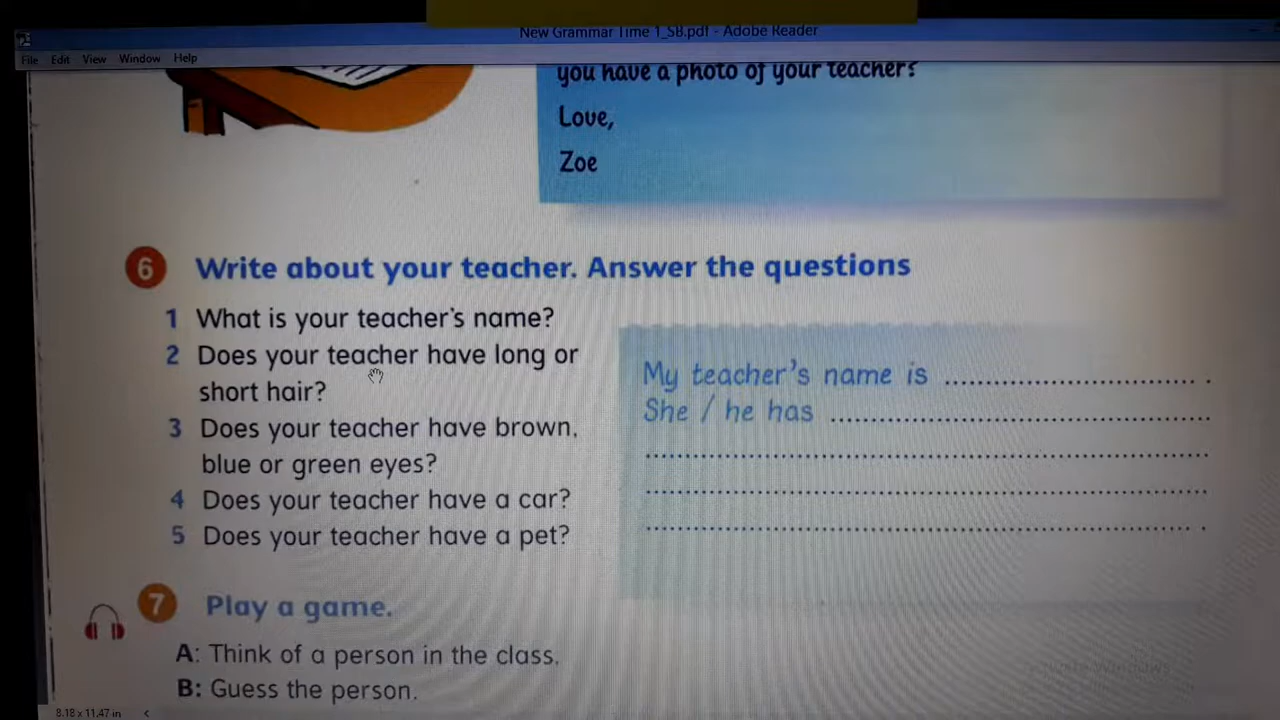 New Grammar Time 1_SB.pdf - Adobe Reader
File Edit View Window Help
you have a photo of your teacher?
Love,
Zoe
6 Write about your teacher. Answer the questions
1 What is your teacher's name?
2 Does your teacher have long or
short hair?
3 Does your teacher have brown,
blue or green eyes?
4 Does your teacher have a car?
5 Does your teacher have a pet?
My teacher's name is .................................. .
She / he has ..................................................
..................................................................................
..................................................................................
.................................................................................. .
7 Play a game.
A: Think of a person in the class.
B: Guess the person.
Windows
8.18 x 11.47 in